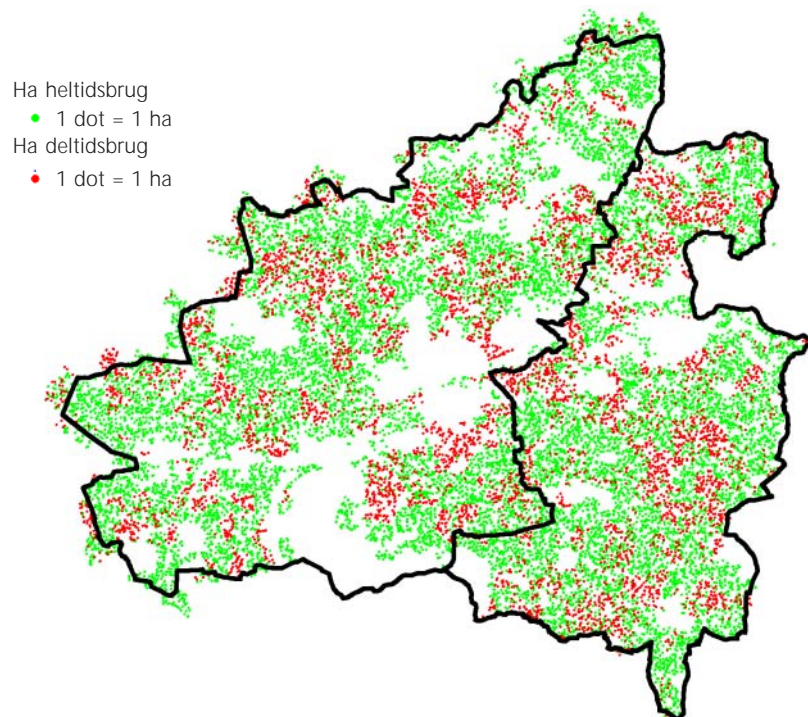 Ha heltidsbrug
1 dot = 1 ha
Ha deltidsbrug
1 dot = 1 ha